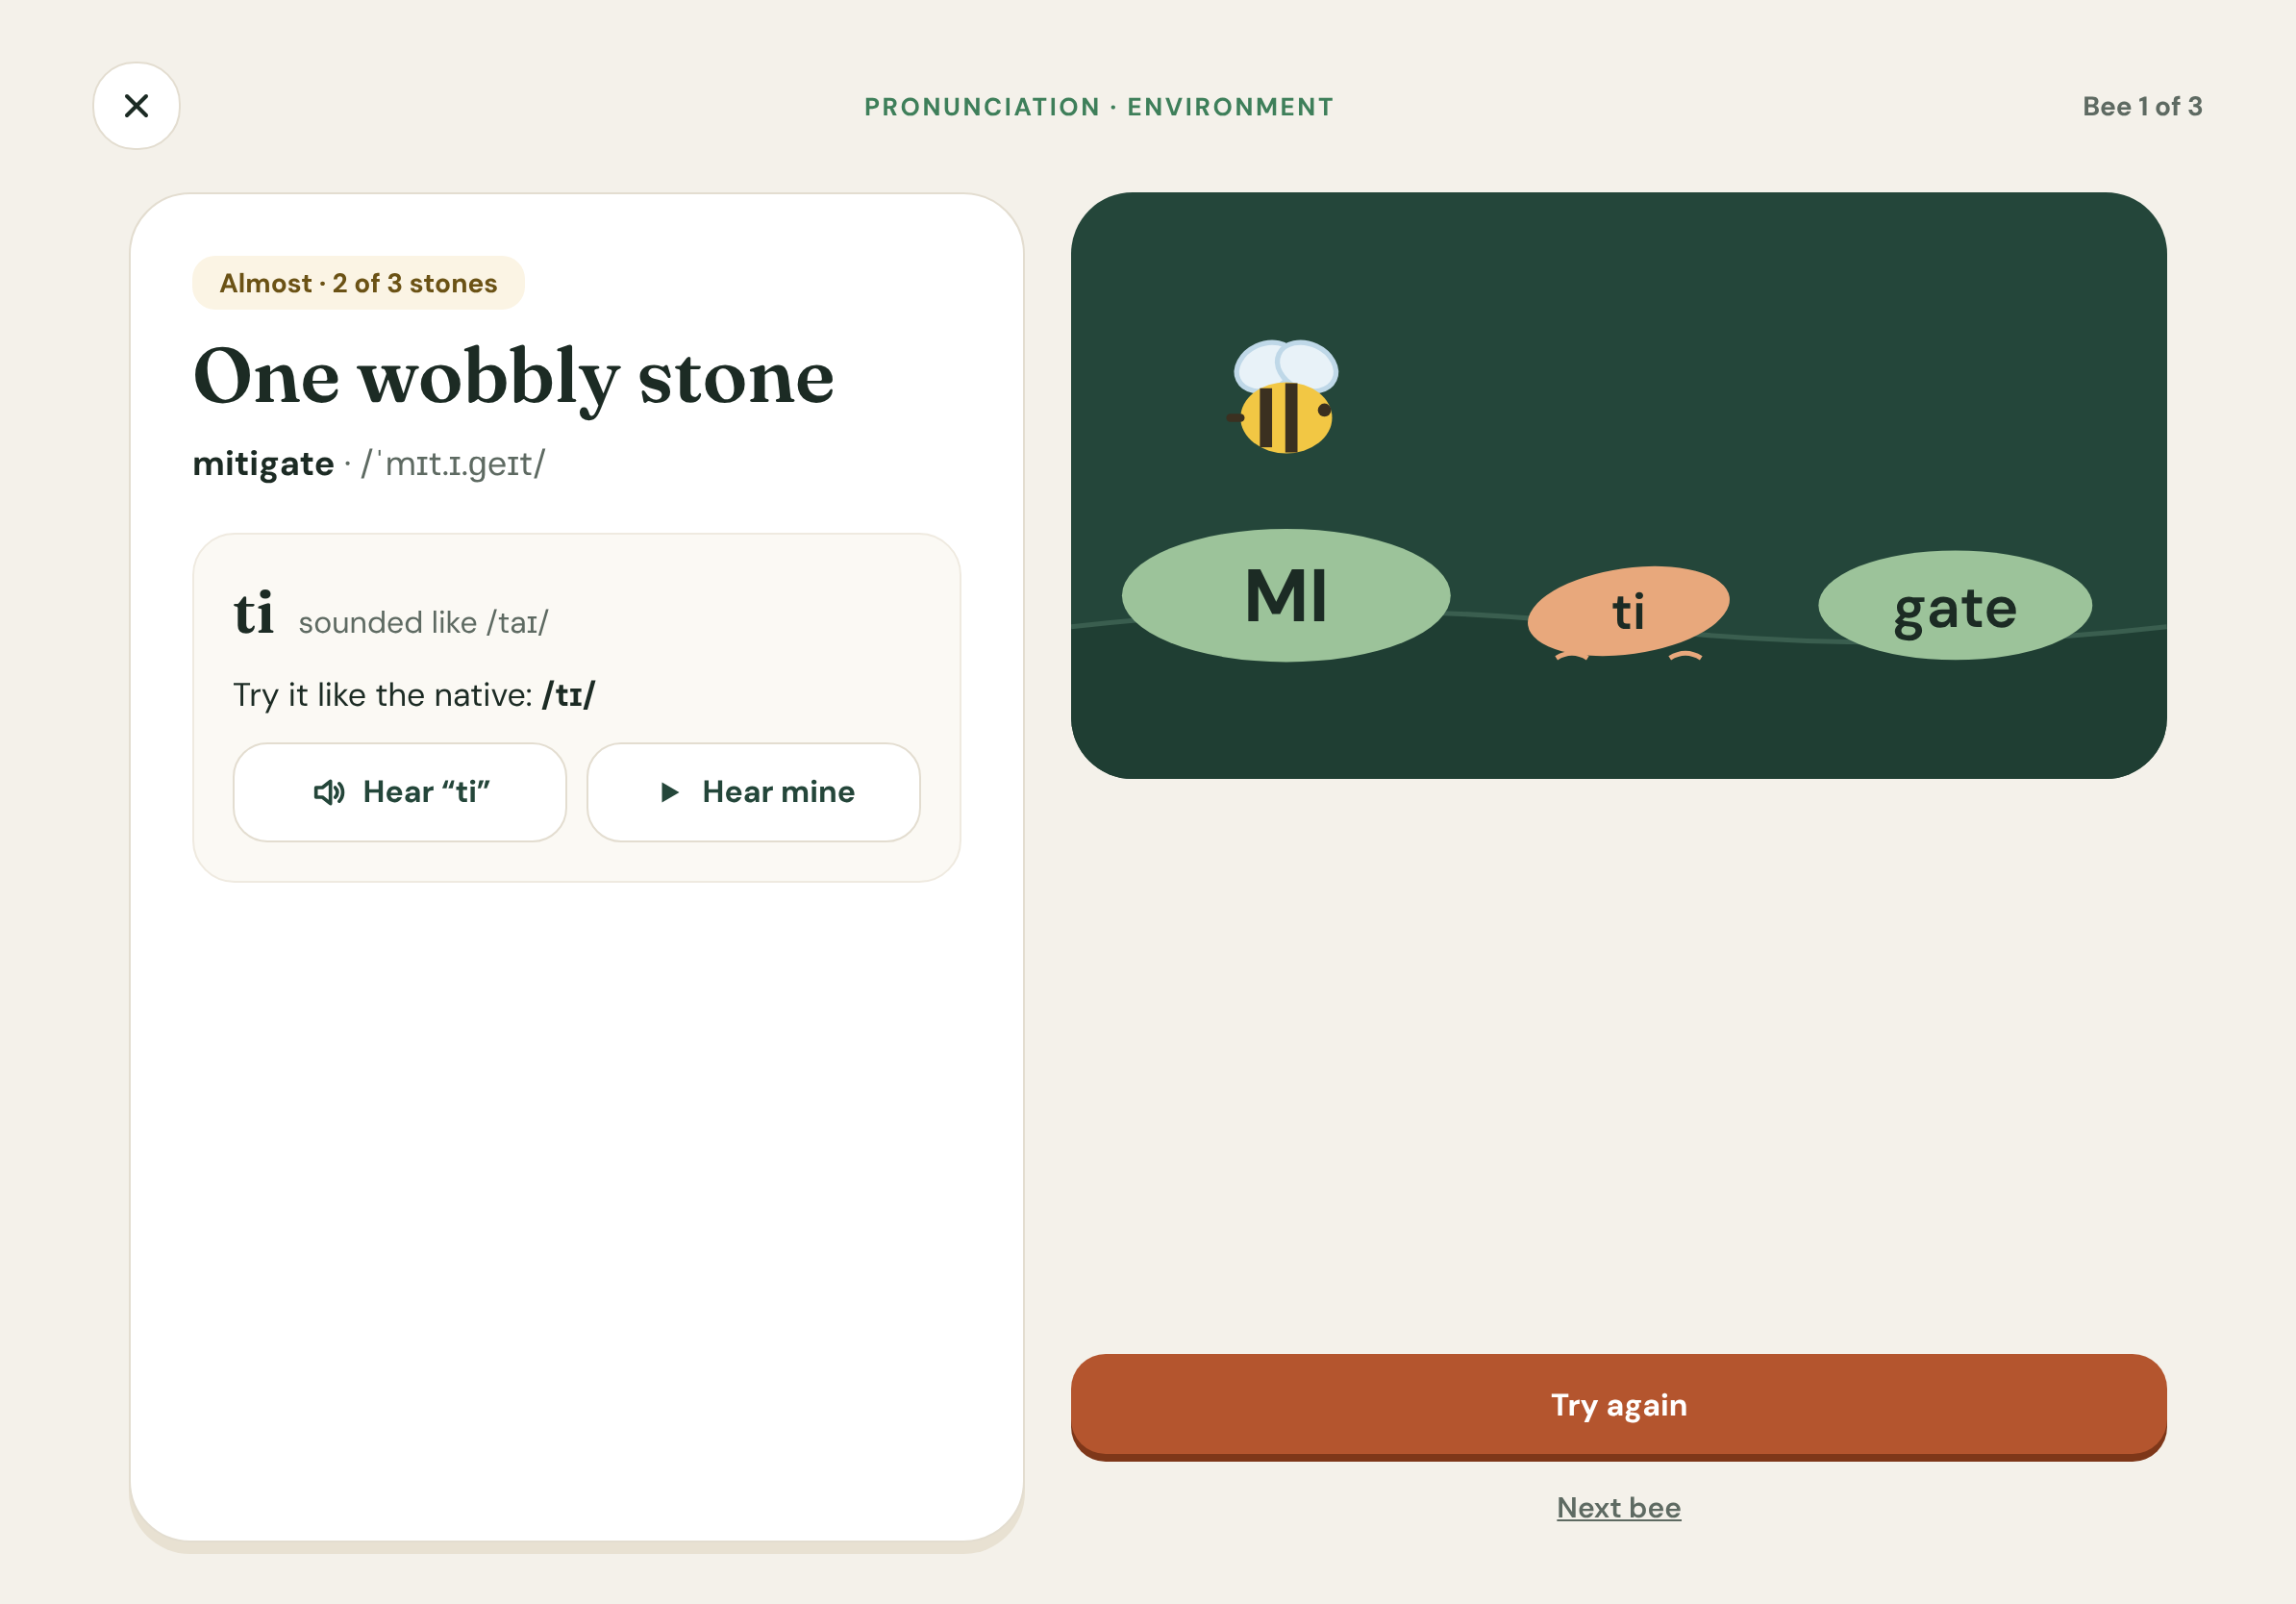 PRONUNCIATION · ENVIRONMENT
Bee 1 of 3
Almost · 2 of 3 stones
One wobbly stone
mitigate · /ˈmɪt.ɪ.ɡeɪt/
ti sounded like /taɪ/
Try it like the native: /tɪ/
Hear “ti”
Hear mine
MI
ti
gate
Try again
Next bee